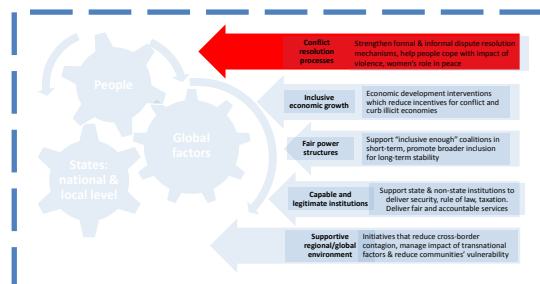 People
Global
factors
States:
national &
local level
Conflict
resolution
processes
Strengthen formal & informal dispute resolution
mechanisms, help people cope with impact of
violence, women's role in peace
Inclusive
economic growth
Economic development interventions
which reduce incentives for conflict and
curb illicit economies
Fair power
structures
Support "inclusive enough" coalitions in
short-term, promote broader inclusion
for long-term stability
Capable and
legitimate institutions
Support state & non-state institutions to
deliver security, rule of law, taxation.
Deliver fair and accountable services
Supportive
regional/global
environment
Initiatives that reduce cross-border
contagion, manage impact of transnational
factors & reduce communities' vulnerability